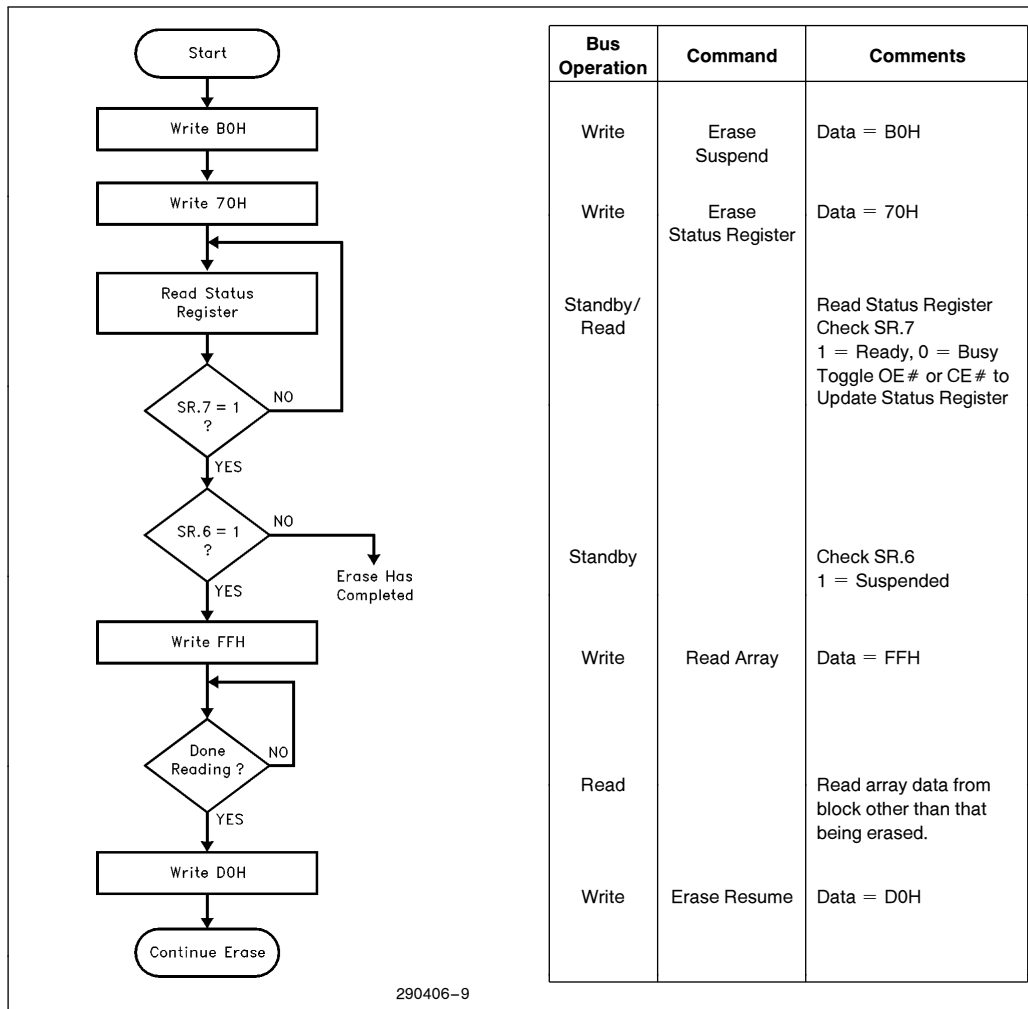 Start
Write B0H
Write 70H
Read Status
Register
SR.7 = 1
?
NO
YES
SR.6 = 1
?
NO
Erase Has
Completed
YES
Write FFH
Done
Reading ?
NO
YES
Write D0H
Continue Erase
290406–9
Bus
Operation
Command
Comments
Write
Erase
Suspend
Data = B0H
Write
Erase
Status Register
Data = 70H
Standby/
Read
Read Status Register
Check SR.7
1 = Ready, 0 = Busy
Toggle OE# or CE# to
Update Status Register
Standby
Check SR.6
1 = Suspended
Write
Read Array
Data = FFH
Read
Read array data from
block other than that
being erased.
Write
Erase Resume
Data = D0H